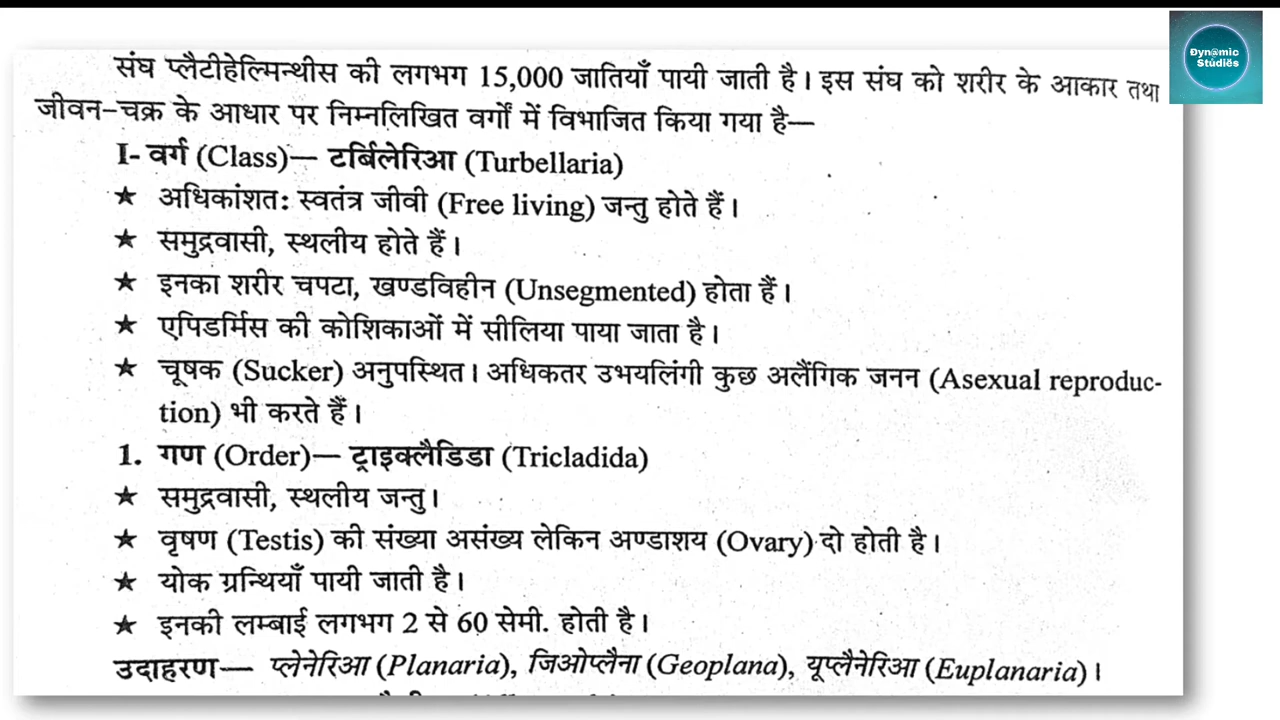 Đyn@mic
Studiës
संघ प्लैटीहेल्मिन्थीस की लगभग 15,000 जातियाँ पायी जाती है। इस संघ को शरीर के आकार तथा
जीवन-चक्र के आधार पर निम्नलिखित वर्गों में विभाजित किया गया है—
I- वर्ग (Class)— टर्बिलेरिआ (Turbellaria)
★ अधिकांशत: स्वतंत्र जीवी (Free living) जन्तु होते हैं।
★ समुद्रवासी, स्थलीय होते हैं।
★ इनका शरीर चपटा, खण्डविहीन (Unsegmented) होता हैं।
★ एपिडर्मिस की कोशिकाओं में सीलिया पाया जाता है।
★ चूषक (Sucker) अनुपस्थित। अधिकतर उभयलिंगी कुछ अलैंगिक जनन (Asexual reproduc-
tion) भी करते हैं।
1. गण (Order)— ट्राइक्लैडिडा (Tricladida)
★ समुद्रवासी, स्थलीय जन्तु।
★ वृषण (Testis) की संख्या असंख्य लेकिन अण्डाशय (Ovary) दो होती है।
★ योक ग्रन्थियाँ पायी जाती है।
★ इनकी लम्बाई लगभग 2 से 60 सेमी. होती है।
उदाहरण— प्लेनेरिआ (Planaria), जिओप्लैना (Geoplana), यूप्लैनेरिआ (Euplanaria)।